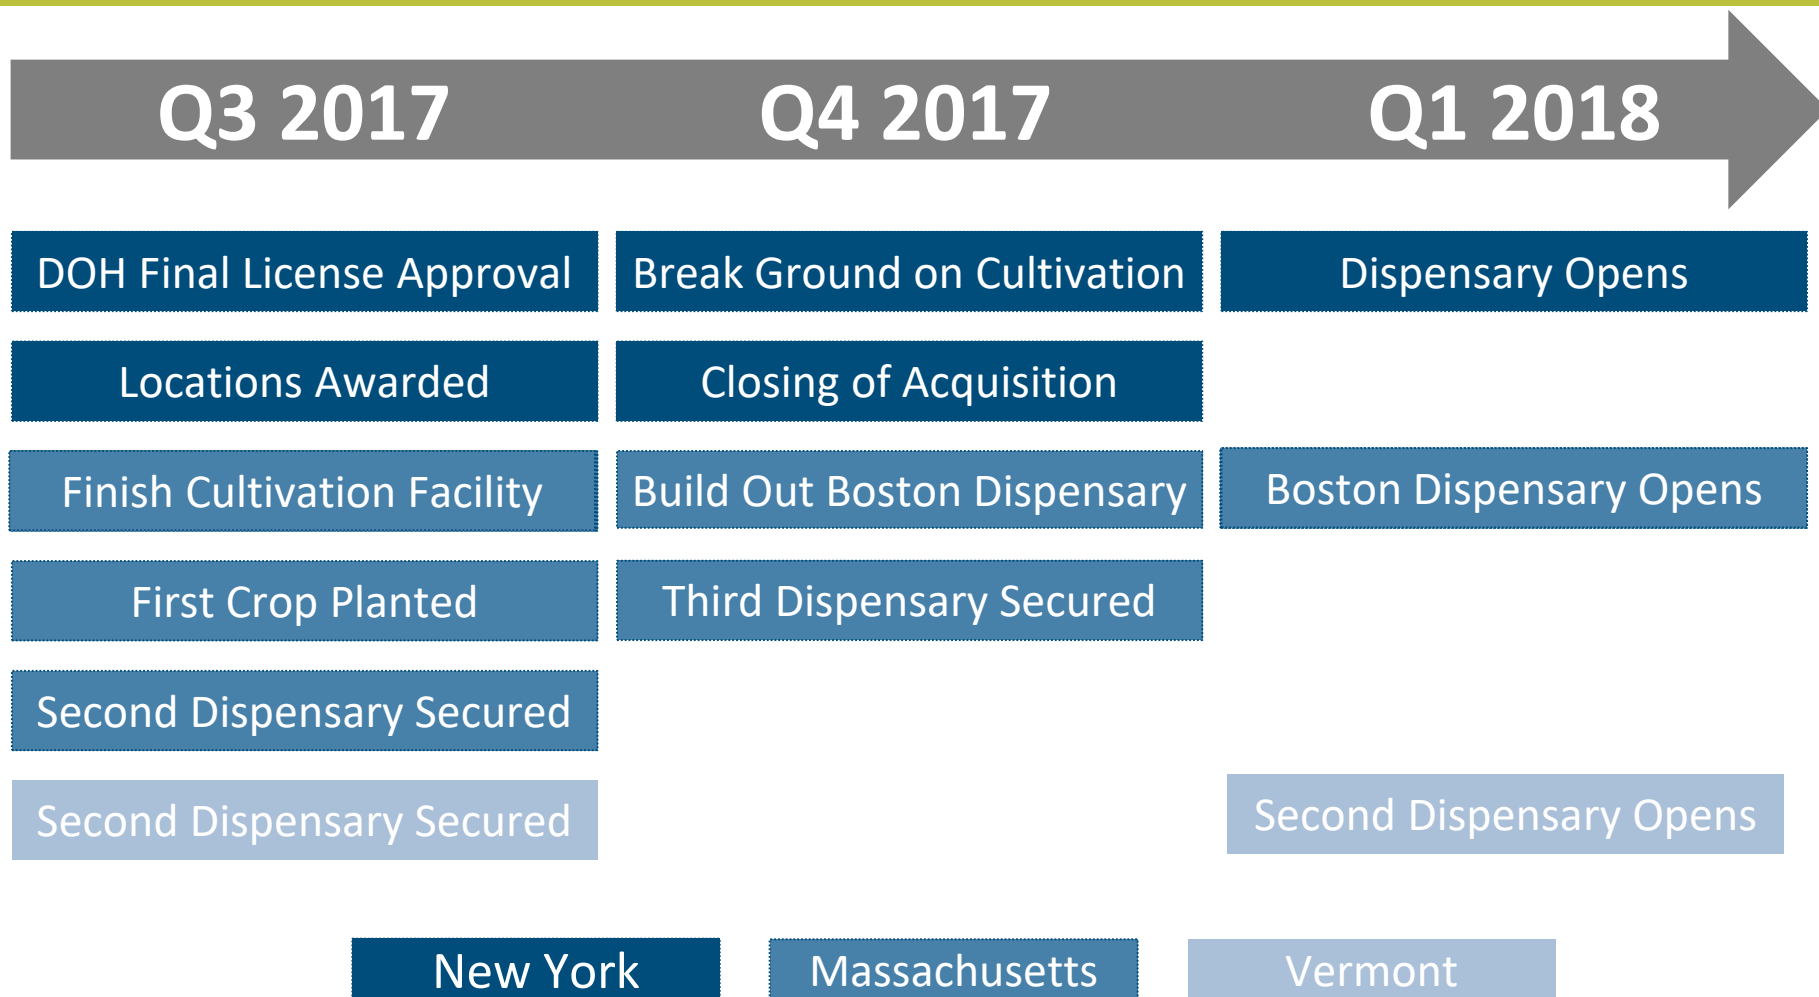 Q3 2017 Q4 2017 Q1 2018
DOH Final License Approval Break Ground on Cultivation Dispensary Opens
Locations Awarded Closing of Acquisition
Finish Cultivation Facility Build Out Boston Dispensary Boston Dispensary Opens
First Crop Planted Third Dispensary Secured
Second Dispensary Secured
Second Dispensary Secured Second Dispensary Opens
New York Massachusetts Vermont